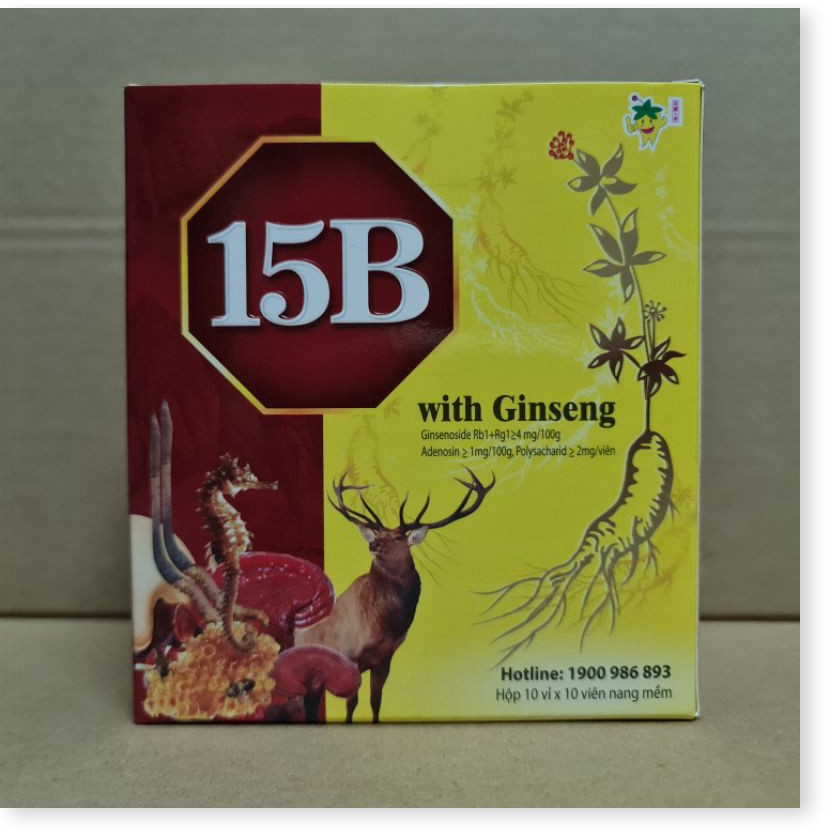 15B
with Ginseng
Ginsenoside Rb1+Rg1≥4 mg/100g
Adenosin ≥ 1mg/100g, Polysacharid ≥ 2mg/viên
Hotline: 1900 986 893
Hộp 10 vỉ x 10 viên nang mềm